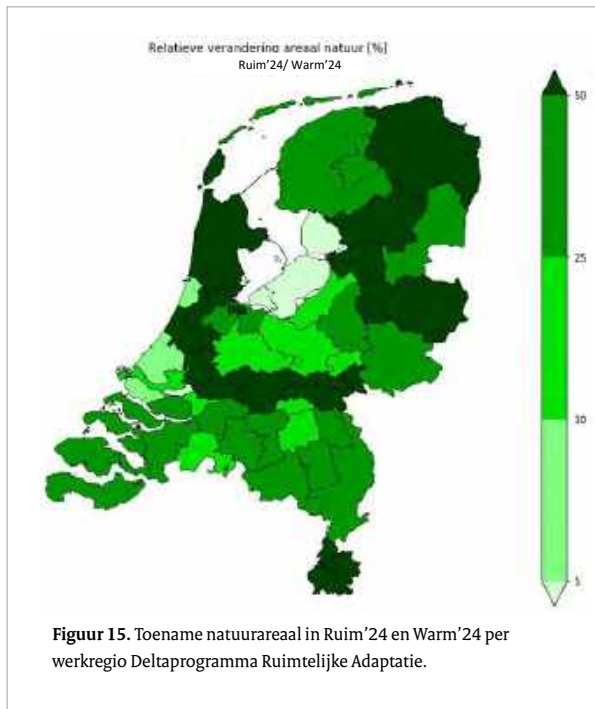 Relatieve verandering areaal natuur [%]
Ruim'24/ Warm'24
50
25
10
5
Figuur 15. Toename natuurareaal in Ruim'24 en Warm'24 per
werkregio Deltaprogramma Ruimtelijke Adaptatie.